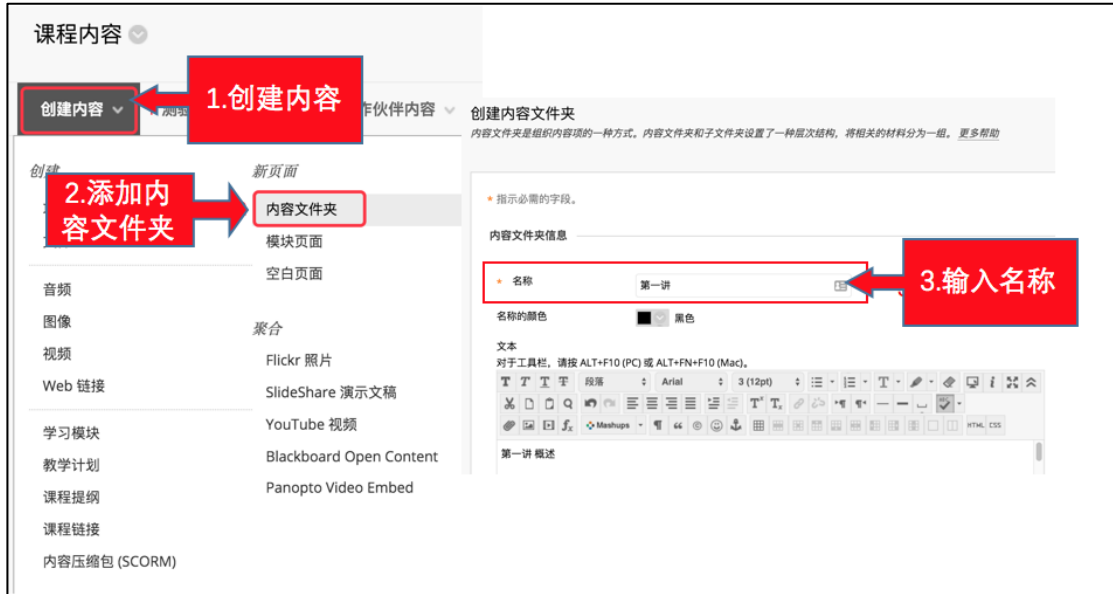 课程内容
创建内容
1.创建内容
作伙伴内容
创建
新页面
2.添加内
容文件夹
内容文件夹
模块页面
空白页面
音频
图像
视频
Web 链接
聚合
Flickr 照片
SlideShare 演示文稿
YouTube 视频
Blackboard Open Content
Panopto Video Embed
学习模块
教学计划
课程提纲
课程链接
内容压缩包 (SCORM)
创建内容文件夹
内容文件夹是组织内容项的一种方式。内容文件夹和子文件夹设置了一种层次结构，将相关的材料分为一组。 更多帮助
* 指示必需的字段。
内容文件夹信息
* 名称 第一讲
3.输入名称
名称的颜色 黑色
文本
对于工具栏，请按 ALT+F10 (PC) 或 ALT+FN+F10 (Mac)。
T T T T 段落 Arial 3 (12pt) T
Tx Tx
fx Mashups ¶ HTML CSS
第一讲 概述